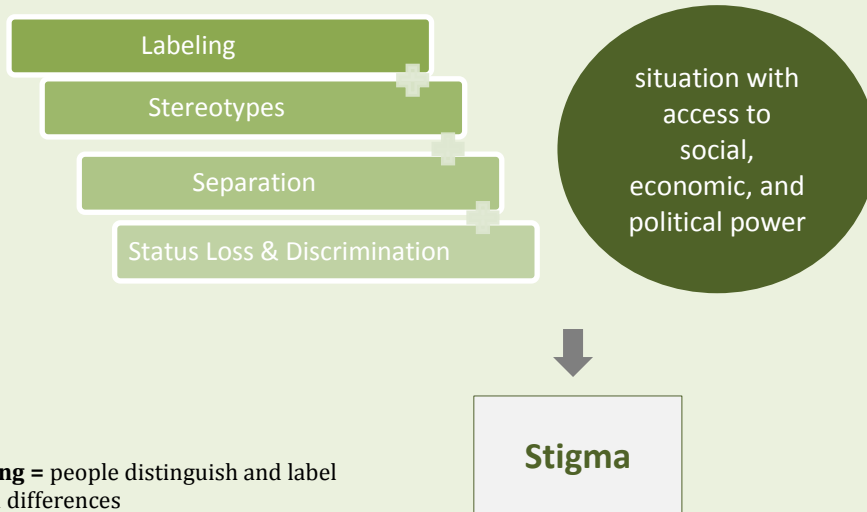 Labeling
Stereotypes
Separation
Status Loss & Discrimination
situation with
access to
social,
economic, and
political power
Stigma
ng = people distinguish and label
differences